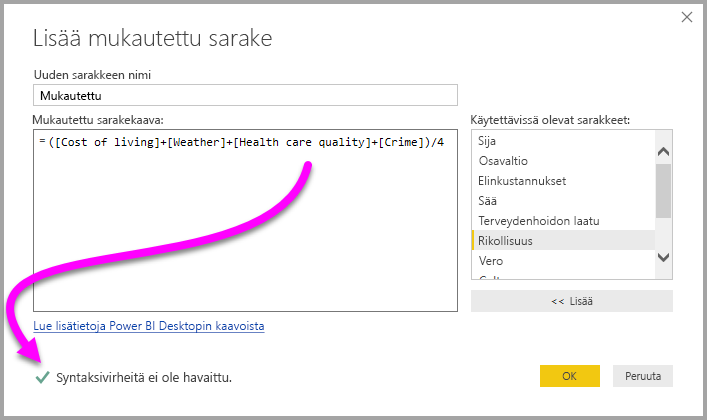 Lisää mukautettu sarake
Uuden sarakkeen nimi
Mukautettu
Mukautettu sarakekaava:
=([Cost of living]+[Weather]+[Health care quality]+[Crime])/4
Käytettävissä olevat sarakkeet:
Sija
Osavaltio
Elinkustannukset
Sää
Terveydenhoidon laatu
Rikollisuus
Vero
<< Lisää
Lue lisätietoja Power BI Desktopin kaavoista
Syntaksivirheitä ei ole havaittu.
OK
Peruuta